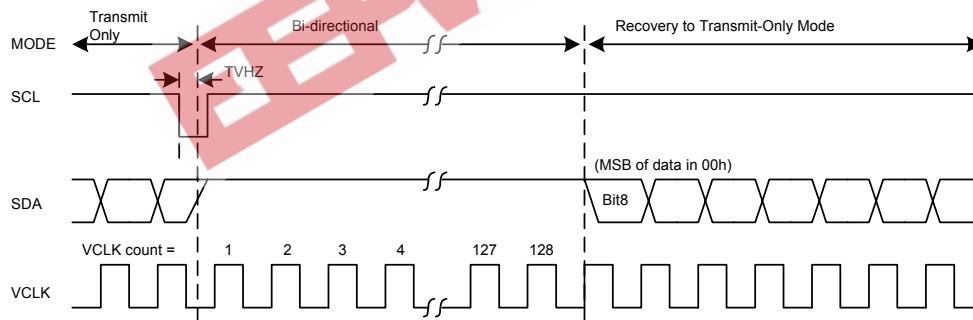 Transmit
Only
Bi-directional
Recovery to Transmit-Only Mode
MODE
TVHZ
SCL
(MSB of data in 00h)
SDA
Bit8
VCLK count = 1 2 3 4 127 128
VCLK